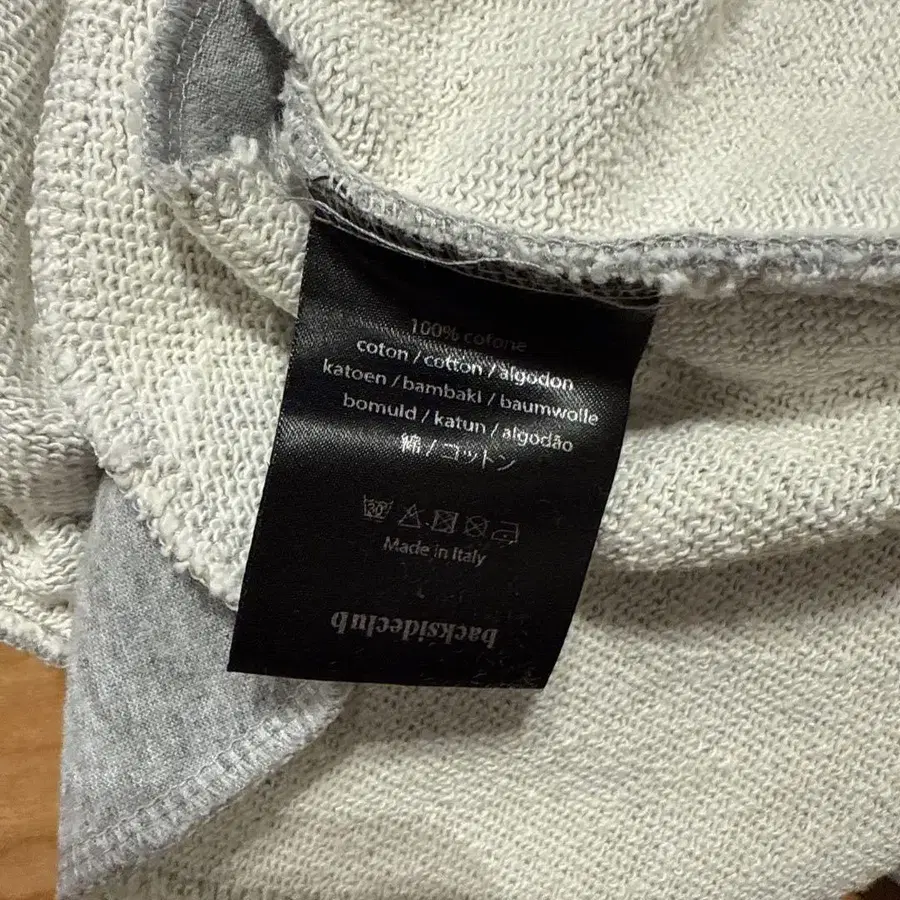 100% cotone
coton / cotton / algodon
katoen / bambaki / baumwolle
bomuld / katun / algodão
綿 / コットン
30°
Made in Italy
backsideclub